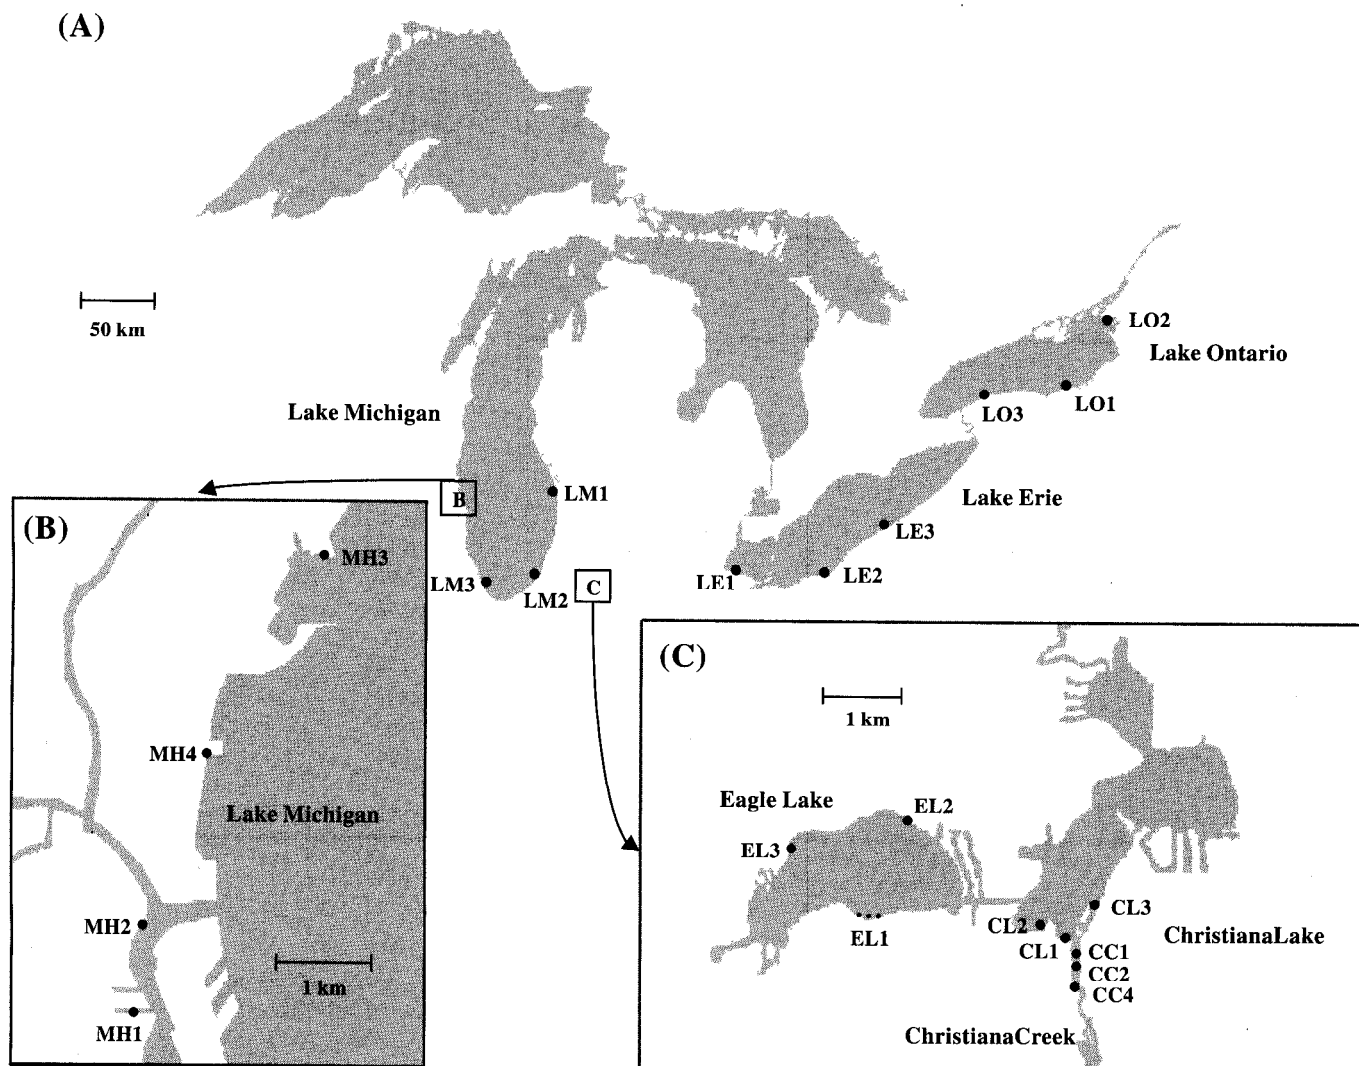 (A)
50 km
LO2
Lake Ontario
LO1
LO3
Lake Michigan
B
LM1
Lake Erie
LE3
LE2
LE1
LM3
LM2
C
(B)
MH3
MH4
Lake Michigan
MH2
1 km
MH1
(C)
1 km
Eagle Lake
EL2
EL3
EL1
CL3
CL2
CL1
ChristianaLake
CC1
CC2
CC4
ChristianaCreek